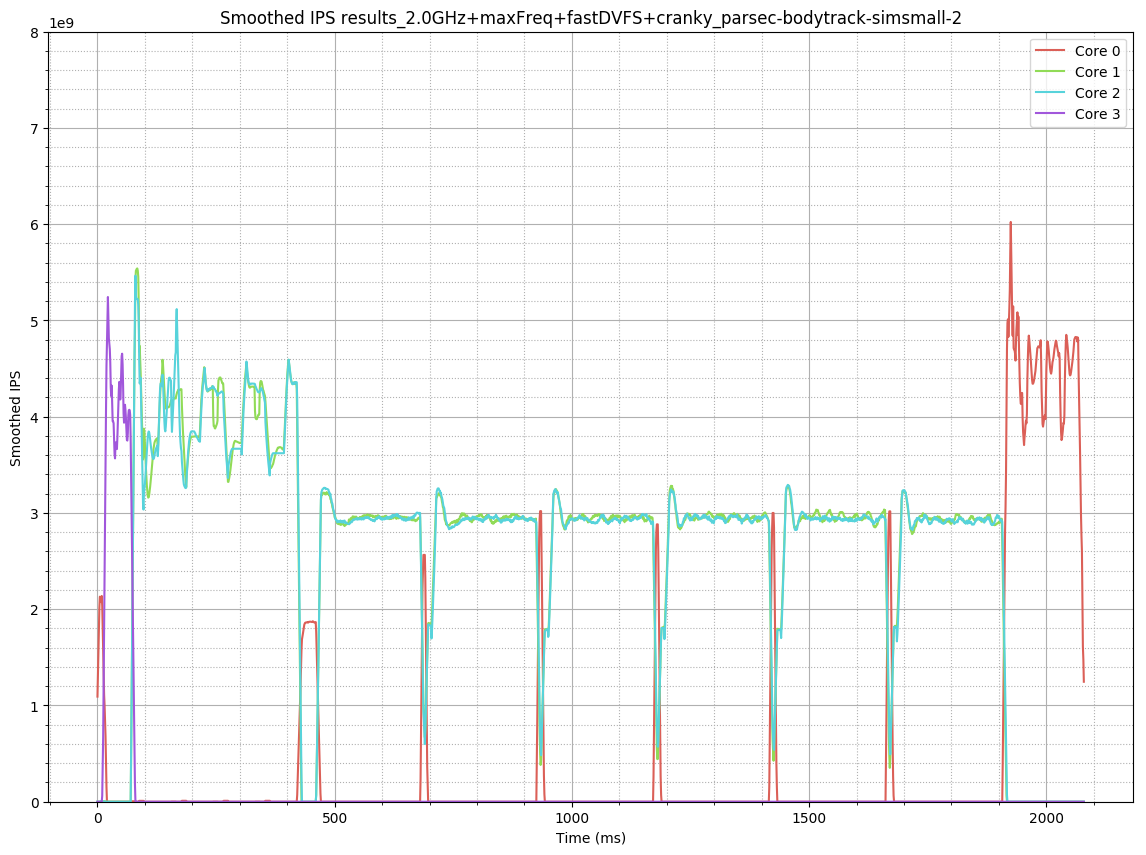 Smoothed IPS results_2.0GHz+maxFreq+fastDVFS+cranky_parsec-bodytrack-simsmall-2
1e9
8
7
6
5
4
3
2
1
0
Smoothed IPS
Core 0
Core 1
Core 2
Core 3
0 500 1000 1500 2000
Time (ms)